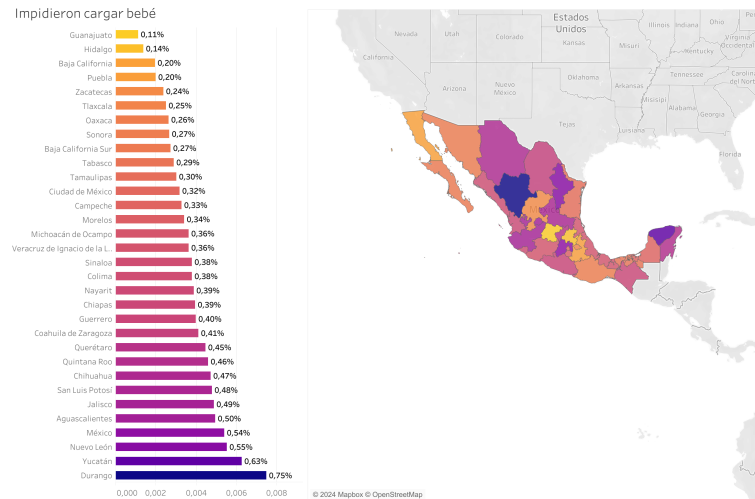 Impidieron cargar bebé
Guanajuato 0,11%
Hidalgo 0,14%
Baja California 0,20%
Puebla 0,20%
Zacatecas 0,24%
Tlaxcala 0,25%
Oaxaca 0,26%
Sonora 0,27%
Baja California Sur 0,27%
Tabasco 0,29%
Tamaulipas 0,30%
Ciudad de México 0,32%
Campeche 0,33%
Morelos 0,34%
Michoacán de Ocampo 0,36%
Veracruz de Ignacio de la L... 0,36%
Sinaloa 0,38%
Colima 0,38%
Nayarit 0,39%
Chiapas 0,39%
Guerrero 0,40%
Coahuila de Zaragoza 0,41%
Querétaro 0,45%
Quintana Roo 0,46%
Chihuahua 0,47%
San Luis Potosí 0,48%
Jalisco 0,49%
Aguascalientes 0,50%
México 0,54%
Nuevo León 0,55%
Yucatán 0,63%
Durango 0,75%
0,000 0,002 0,004 0,006 0,008
Estados
Unidos
Nevada
Utah
Colorado
Kansas
Misuri
Illinois
Indiana
Ohio
Virginia
Occidental
Kentucky
California
Arizona
Nuevo
México
Oklahoma
Arkansas
Tennessee
Carolina
del Nort
Misisipi
Alabama
Georgia
Texas
Luisiana
Florida
© 2024 Mapbox © OpenStreetMap